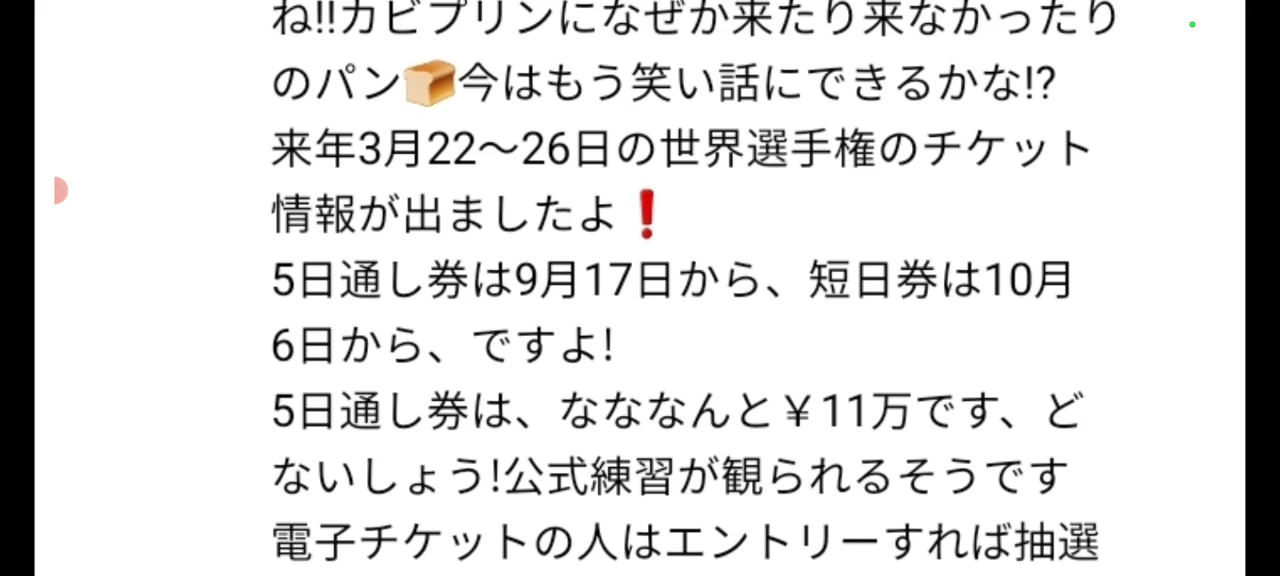 ね!!カビプリンになぜか来たり来なかったり
のパン🍞今はもう笑い話にできるかな!?
来年3月22〜26日の世界選手権のチケット
情報が出ましたよ❗
5日通し券は9月17日から、短日券は10月
6日から、ですよ!
5日通し券は、なななんと￥11万です、ど
ないしょう!公式練習が観られるそうです
電子チケットの人はエントリーすれば抽選